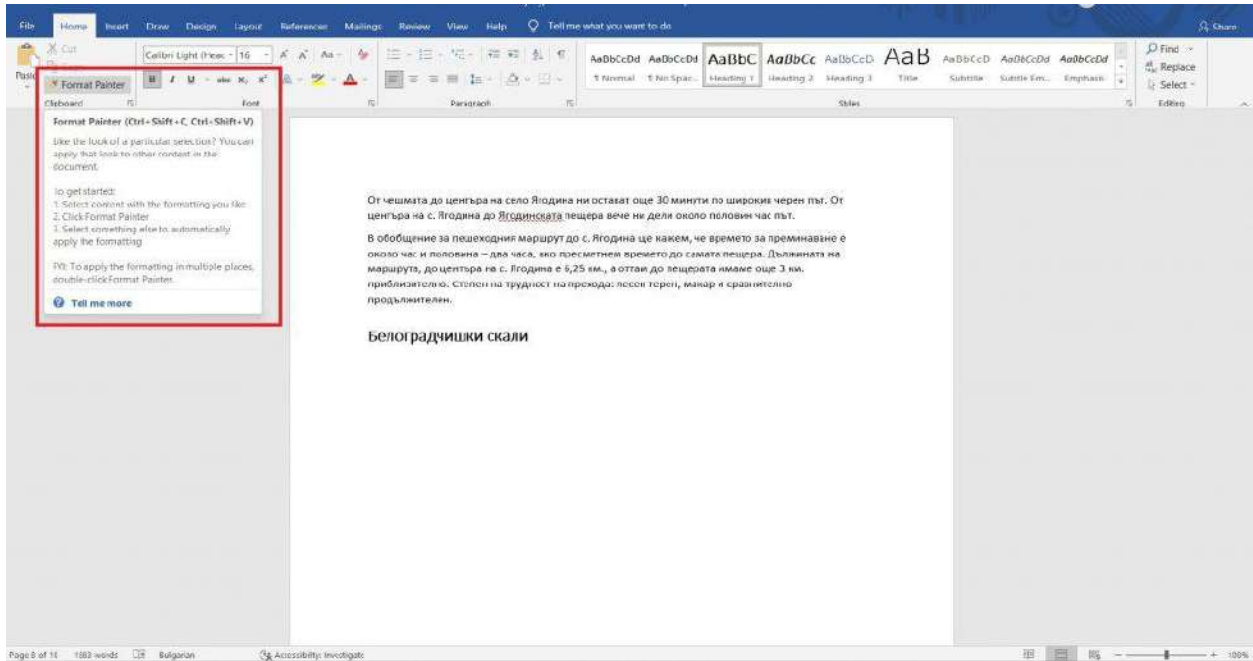 File Home Insert Draw Design Layout References Mailings Review View Help Tell me what you want to do Share
Cut
Format Painter
Clipboard
Calibri Light (Headi 16
Font
Paragraph
AaBbCcDd AaBbCcDd AaBbC AaBbCc AaBbCcD AaB AaBbCcD AaBbCcDd AaBbCcDd
¶ Normal ¶ No Spac... Heading 1 Heading 2 Heading 3 Title Subtitle Subtle Em... Emphasis
Styles
Find
Replace
Select
Editing
Format Painter (Ctrl+Shift+C, Ctrl+Shift+V)
Like the look of a particular selection? You can
apply that look to other content in the
document.
To get started:
1. Select content with the formatting you like
2. Click Format Painter
3. Select something else to automatically
apply the formatting
FYI: To apply the formatting in multiple places,
double-click Format Painter.
Tell me more
От чешмата до центъра на село Ягодина ни остават още 30 минути по широкия черен път. От
центъра на с. Ягодина до Ягодинската пещера вече ни дели около половин час път.
В обобщение за пешеходния маршрут до с. Ягодина ще кажем, че времето за преминаване е
около час и половина – два часа, ако пресметнем времето до самата пещера. Дължината на
маршрута, до центъра на с. Ягодина е 6,25 км., а оттам до пещерата имаме още 3 км.
приблизително. Степен на трудност на прехода: лесен терен, макар и сравнително
продължителен.
Белоградчишки скали
Page 8 of 1883 words Bulgarian Accessibility: Investigate 100%